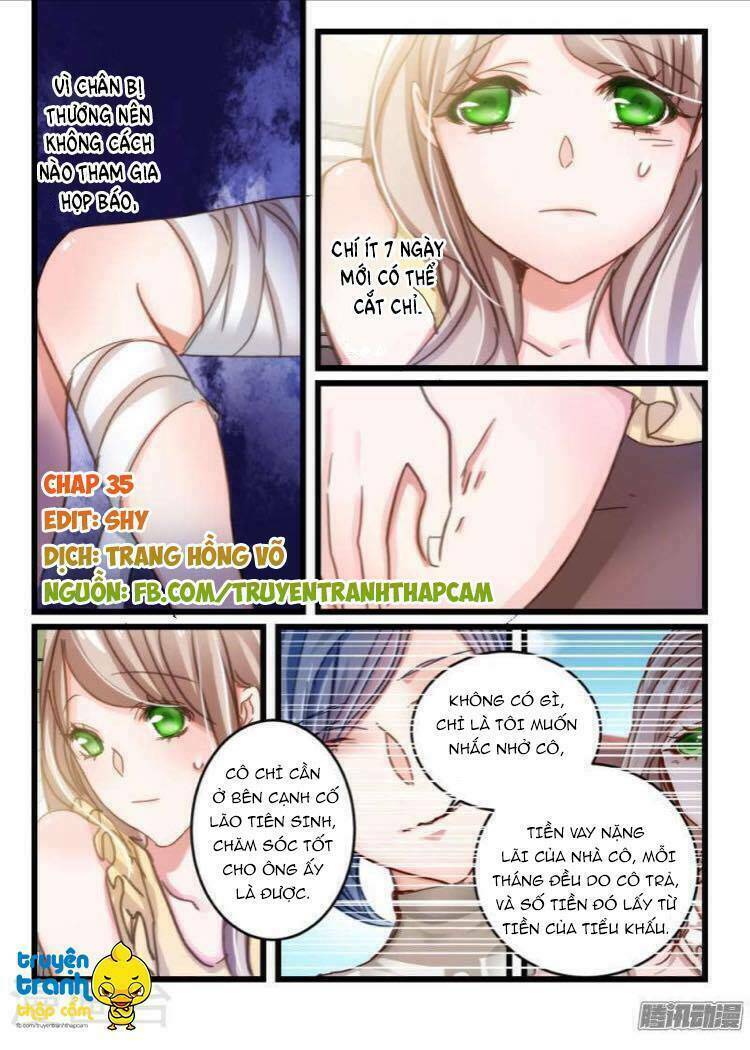 VÌ CHÂN BỊ
THƯƠNG NÊN
KHÔNG CÁCH
NÀO THAM GIA
HỌP BÁO,
CHÍ ÍT 7 NGÀY
MỚI CÓ THỂ
CẮT CHỈ.
CHAP 35
EDIT: SHY
DỊCH: TRANG HỒNG VÕ
NGUỒN: FB.COM/TRUYENTRANHTHAPCAM
CÔ CHỈ CẦN
Ở BÊN CẠNH CỐ
LÃO TIÊN SINH,
CHĂM SÓC TỐT
CHO ÔNG ẤY
LÀ ĐƯỢC.
KHÔNG CÓ GÌ,
CHỈ LÀ TÔI MUỐN
NHẮC NHỞ CÔ,
TIỀN VAY NẶNG
LÃI CỦA NHÀ CÔ, MỖI
THÁNG ĐỀU DO CÔ TRẢ,
VÀ SỐ TIỀN ĐÓ LẤY TỪ
TIỀN CỦA TIỂU KHẤU.
truyện
tranh
thập cẩm
fb.com/truyentranhthapcam
腾讯动漫